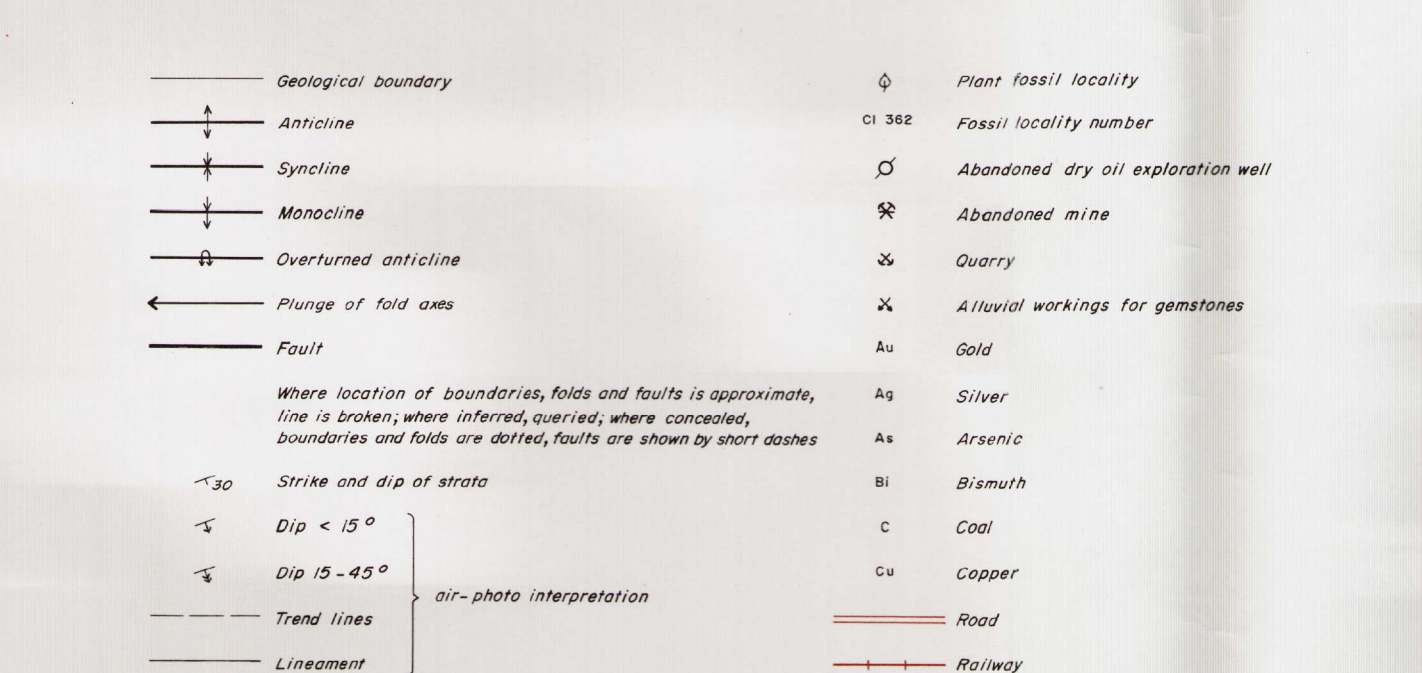 Geological boundary
Anticline
Syncline
Monocline
Overturned anticline
Plunge of fold axes
Fault
Where location of boundaries, folds and faults is approximate,
line is broken; where inferred, queried; where concealed,
boundaries and folds are dotted, faults are shown by short dashes
30 Strike and dip of strata
Dip < 15°
Dip 15-45°
air-photo interpretation
Trend lines
Lineament
Plant fossil locality
Cl 362 Fossil locality number
Abandoned dry oil exploration well
Abandoned mine
Quarry
Alluvial workings for gemstones
Au Gold
Ag Silver
As Arsenic
Bi Bismuth
C Coal
Cu Copper
Road
Railway